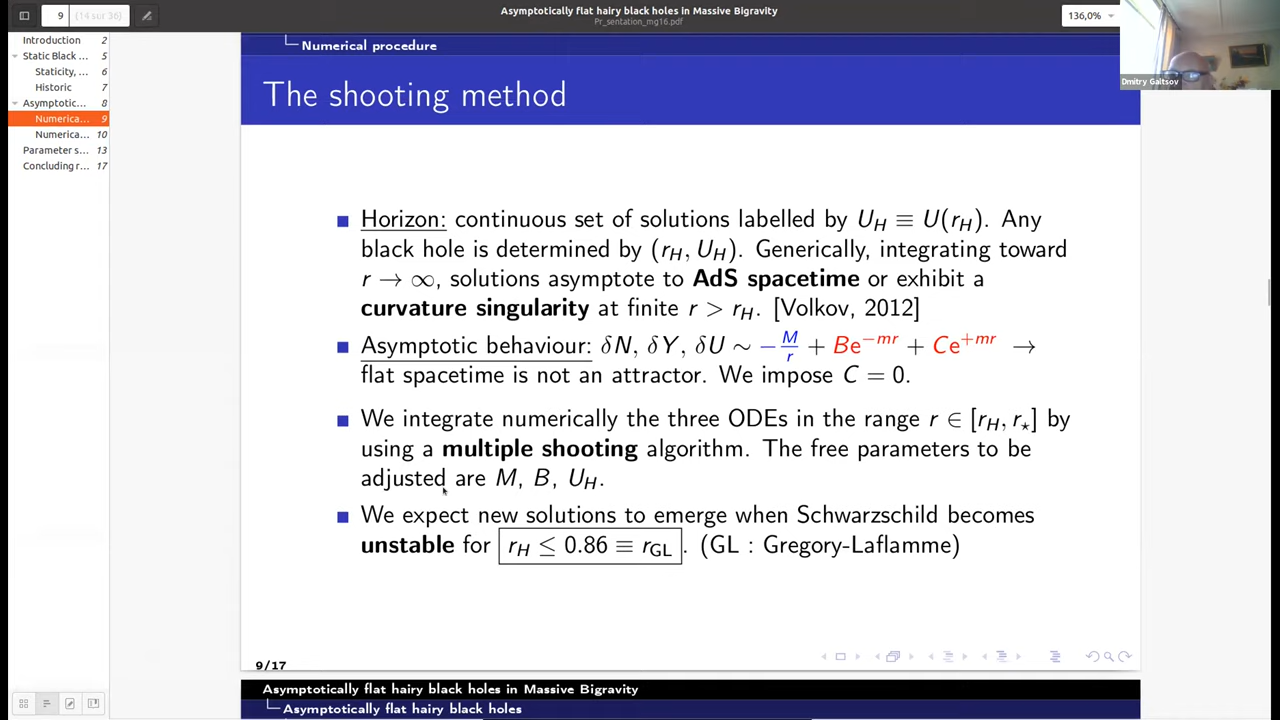 Asymptotically flat hairy black holes in Massive Bigravity
Pr_sentation_mg16.pdf
9
(14 sur 36)
136,0%
Dmitry Galtsov
Introduction 2
Static Black ... 5
Staticity, ... 6
Historic 7
Asymptotic... 8
Numerica... 9
Numerica... 10
Parameter s... 13
Concluding r... 17
Numerical procedure
The shooting method
Horizon: continuous set of solutions labelled by U_H ≡ U(r_H). Any
black hole is determined by (r_H, U_H). Generically, integrating toward
r → ∞, solutions asymptote to AdS spacetime or exhibit a
curvature singularity at finite r > r_H. [Volkov, 2012]
Asymptotic behaviour: δN, δY, δU ∼ −M/r + Be^{−mr} + Ce^{+mr} →
flat spacetime is not an attractor. We impose C = 0.
We integrate numerically the three ODEs in the range r ∈ [r_H, r_⋆] by
using a multiple shooting algorithm. The free parameters to be
adjusted are M, B, U_H.
We expect new solutions to emerge when Schwarzschild becomes
unstable for r_H ≤ 0.86 ≡ r_GL. (GL : Gregory-Laflamme)
9/17
Asymptotically flat hairy black holes in Massive Bigravity
Asymptotically flat hairy black holes